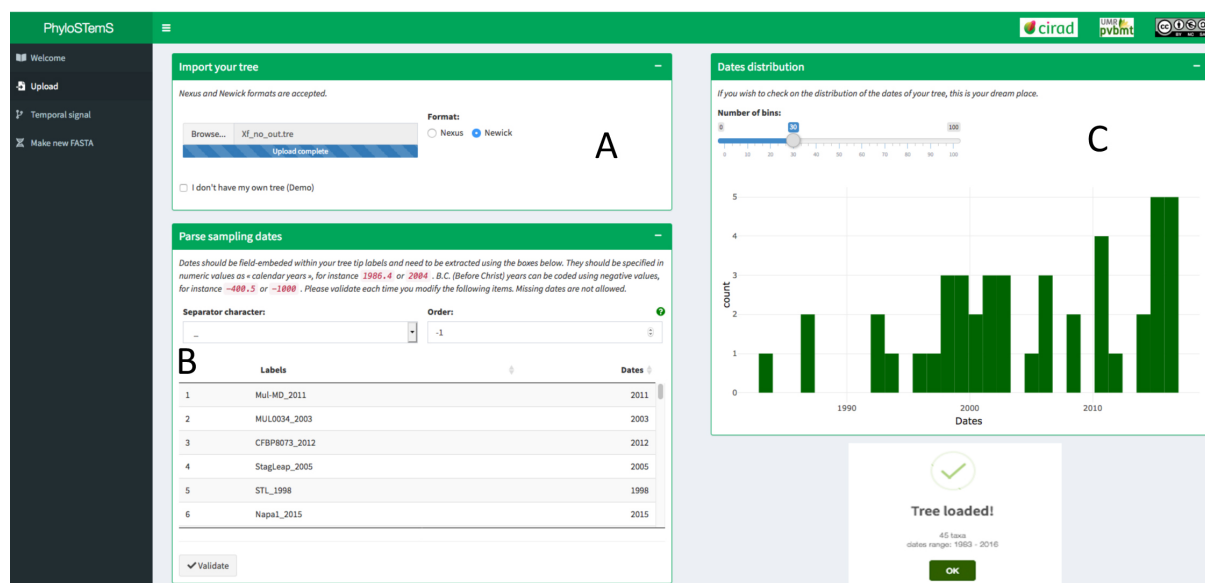 PhyloSTemS
cirad
UMR
pvbmt
CC
BY NC SA
Welcome
Upload
Temporal signal
Make new FASTA
Import your tree
Nexus and Newick formats are accepted.
Format:
Browse... Xf_no_out.tre
Nexus Newick
Upload complete
A
I don't have my own tree (Demo)
Parse sampling dates
Dates should be field-embeded within your tree tip labels and need to be extracted using the boxes below. They should be specified in
numeric values as « calendar years », for instance 1986.4 or 2004 . B.C. (Before Christ) years can be coded using negative values,
for instance -400.5 or -1000 . Please validate each time you modify the following items. Missing dates are not allowed.
Separator character: Order:
_ -1
B
Labels Dates
1 Mul-MD_2011 2011
2 MUL0034_2003 2003
3 CFBP8073_2012 2012
4 StagLeap_2005 2005
5 STL_1998 1998
6 Napa1_2015 2015
Validate
Dates distribution
If you wish to check on the distribution of the dates of your tree, this is your dream place.
Number of bins:
0 30 100
0 10 20 30 40 50 60 70 80 90 100
C
5
4
3
2
1
0
count
1990 2000 2010
Dates
Tree loaded!
45 taxa
dates range: 1983 - 2016
OK